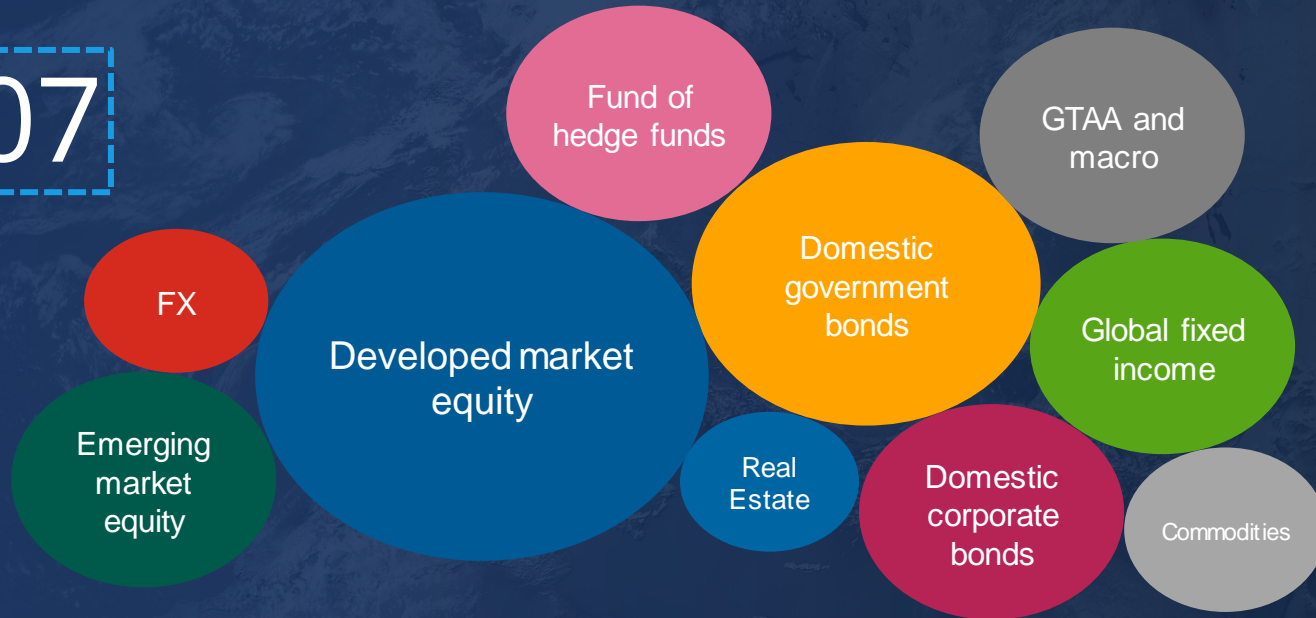 07
Fund of
hedge funds
GTAA and
macro
FX
Developed market
equity
Domestic
government
bonds
Global fixed
income
Emerging
market
equity
Real
Estate
Domestic
corporate
bonds
Commodities